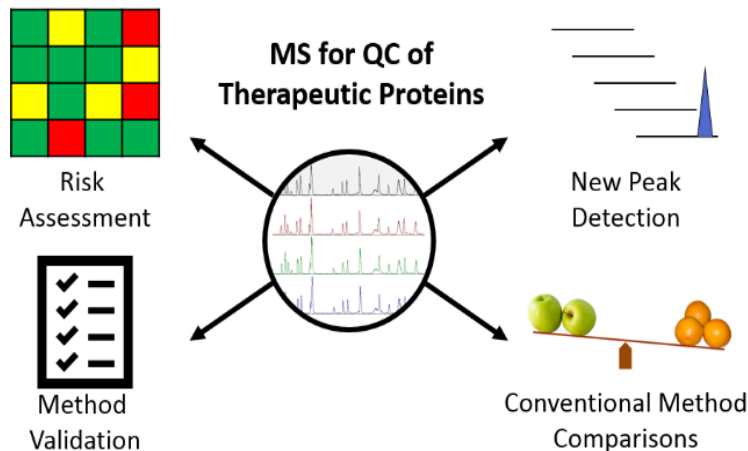 MS for QC of
Therapeutic Proteins
Risk
Assessment
New Peak
Detection
Method
Validation
Conventional Method
Comparisons